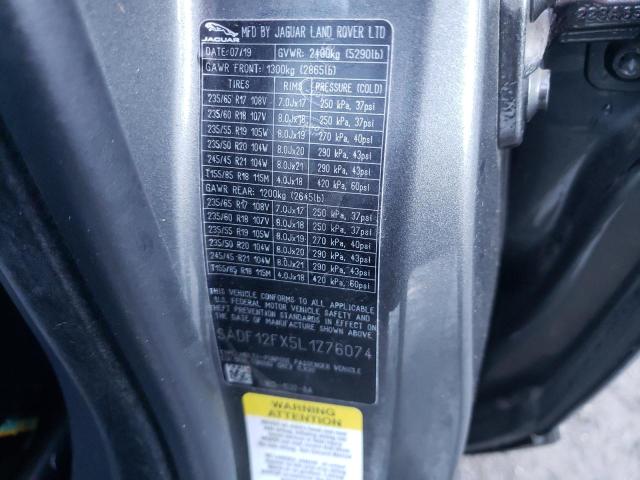 JAGUAR
MFD BY JAGUAR LAND ROVER LTD
DATE: 07/19 GVWR: 2400kg (5290lb)
GAWR FRONT: 1300kg (2865lb)
TIRES RIMS PRESSURE (COLD)
235/65 R17 108V 7.0Jx17 250 kPa, 37psi
235/60 R18 107V 8.0Jx18 250 kPa, 37psi
235/55 R19 105W 8.0Jx19 270 kPa, 40psi
235/50 R20 104W 8.0Jx20 290 kPa, 43psi
245/45 R21 104W 8.0Jx21 290 kPa, 43psi
T155/85 R18 115M 4.0Jx18 420 kPa, 60psi
GAWR REAR: 1200kg (2645lb)
235/65 R17 108V 7.0Jx17 250 kPa, 37psi
235/60 R18 107V 8.0Jx18 250 kPa, 37psi
235/55 R19 105W 8.0Jx19 270 kPa, 40psi
235/50 R20 104W 8.0Jx20 290 kPa, 43psi
245/45 R21 104W 8.0Jx21 290 kPa, 43psi
T155/85 R18 115M 4.0Jx18 420 kPa, 60psi
THIS VEHICLE CONFORMS TO ALL APPLICABLE
U.S. FEDERAL MOTOR VEHICLE SAFETY AND
THEFT PREVENTION STANDARDS IN EFFECT
ON THE DATE OF MANUFACTURE SHOWN ABOVE.
SADF12FX5L1Z76074
PASSENGER VEHICLE
WARNING
ATTENTION